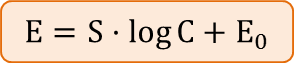 E = S · log C + E₀